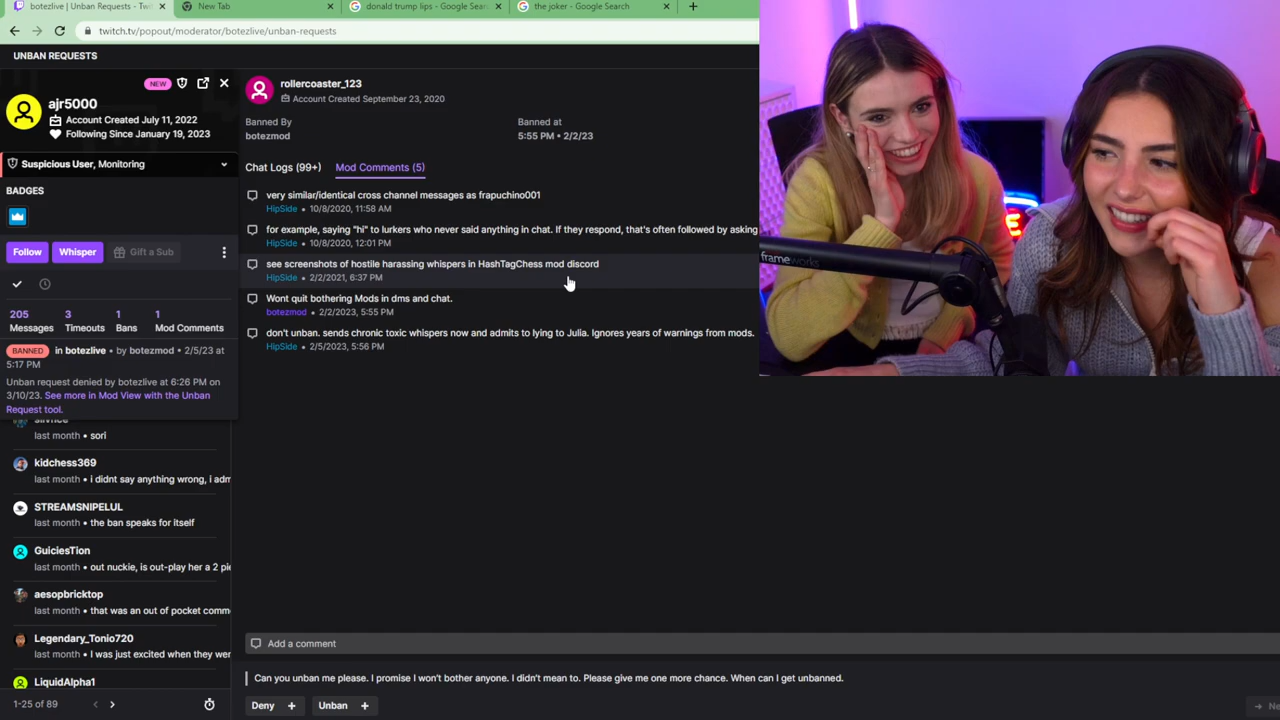 botezlive | Unban Requests - Twi
New Tab
donald trump lips - Google Sear
the joker - Google Search
twitch.tv/popout/moderator/botezlive/unban-requests
UNBAN REQUESTS
NEW
ajr5000
Account Created July 11, 2022
Following Since January 19, 2023
Suspicious User, Monitoring
BADGES
Follow
Whisper
Gift a Sub
205
Messages
3
Timeouts
1
Bans
1
Mod Comments
BANNED in botezlive • by botezmod • 2/5/23 at
5:17 PM
Unban request denied by botezlive at 6:26 PM on
3/10/23. See more in Mod View with the Unban
Request tool.
last month • sori
kidchess369
last month • i didnt say anything wrong, i adm
STREAMSNIPELUL
last month • the ban speaks for itself
GuiciesTion
last month • out nuckie, is out-play her a 2 pie
aesopbricktop
last month • that was an out of pocket comm
Legendary_Tonio720
last month • I was just excited when they wer
LiquidAlpha1
1-25 of 89
rollercoaster_123
Account Created September 23, 2020
Banned By
botezmod
Banned at
5:55 PM • 2/2/23
Chat Logs (99+)
Mod Comments (5)
very similar/identical cross channel messages as frapuchino001
HipSide • 10/8/2020, 11:58 AM
for example, saying "hi" to lurkers who never said anything in chat. If they respond, that's often followed by asking
HipSide • 10/8/2020, 12:01 PM
see screenshots of hostile harassing whispers in HashTagChess mod discord
HipSide • 2/2/2021, 6:37 PM
Wont quit bothering Mods in dms and chat.
botezmod • 2/2/2023, 5:55 PM
don't unban. sends chronic toxic whispers now and admits to lying to Julia. Ignores years of warnings from mods.
HipSide • 2/5/2023, 5:56 PM
Add a comment
Can you unban me please. I promise I won't bother anyone. I didn't mean to. Please give me one more chance. When can I get unbanned.
Deny +
Unban +
Ne
frameworks